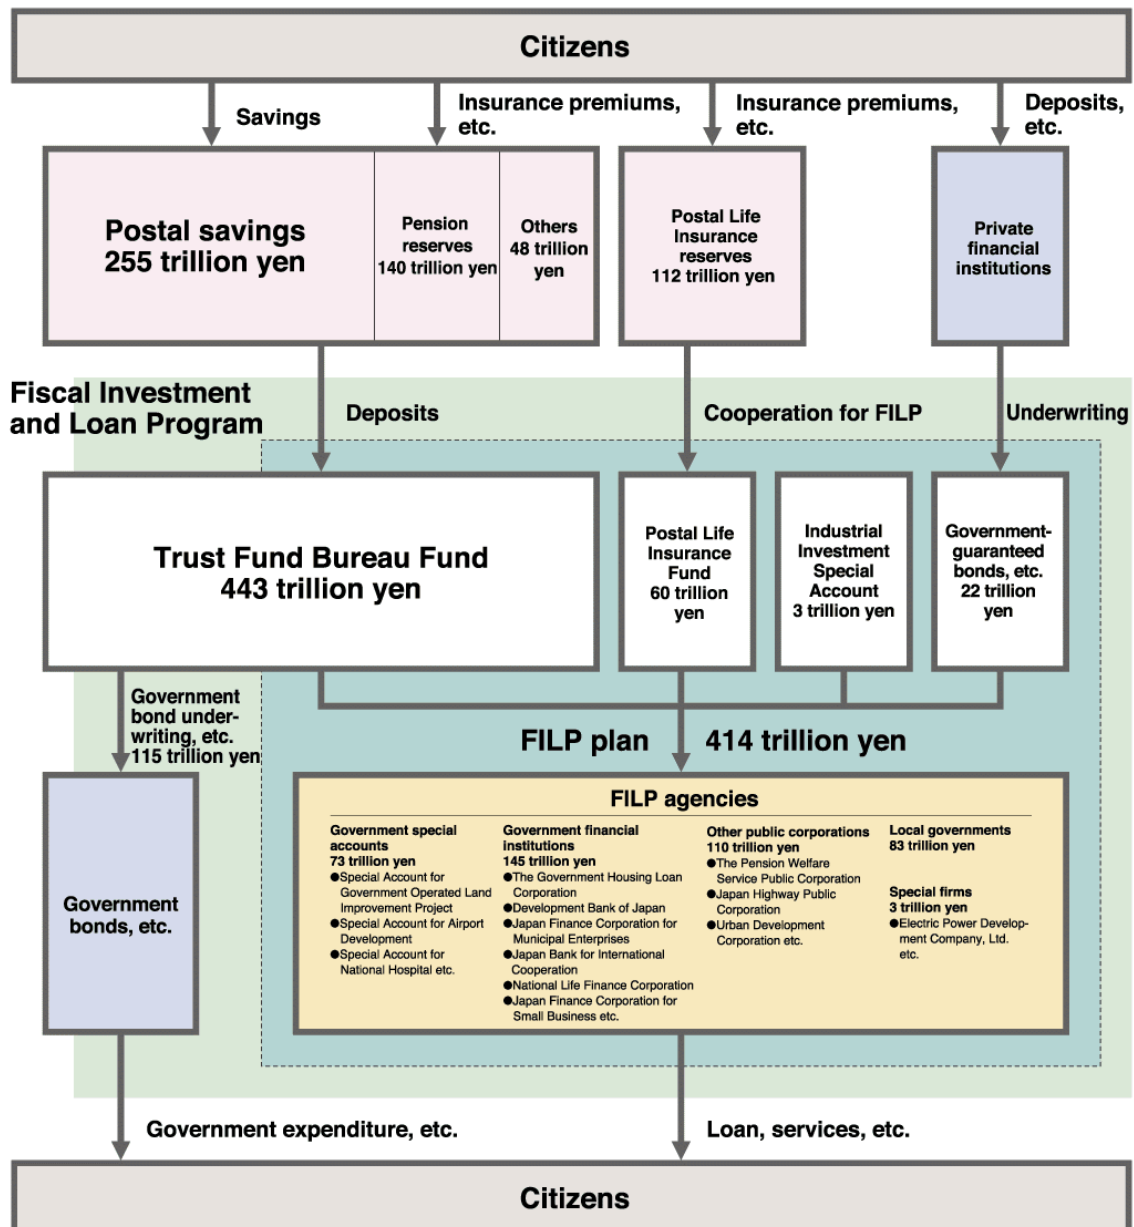 Citizens
Savings
Insurance premiums,
etc.
Insurance premiums,
etc.
Deposits,
etc.
Postal savings
255 trillion yen
Pension
reserves
140 trillion yen
Others
48 trillion
yen
Postal Life
Insurance
reserves
112 trillion yen
Private
financial
institutions
Fiscal Investment
and Loan Program
Deposits
Cooperation for FILP
Underwriting
Trust Fund Bureau Fund
443 trillion yen
Postal Life
Insurance
Fund
60 trillion
yen
Industrial
Investment
Special
Account
3 trillion yen
Government-
guaranteed
bonds, etc.
22 trillion
yen
Government
bond under-
writing, etc.
115 trillion yen
FILP plan 414 trillion yen
Government
bonds, etc.
FILP agencies
Government special
accounts
73 trillion yen
●Special Account for
Government Operated Land
Improvement Project
●Special Account for Airport
Development
●Special Account for
National Hospital etc.
Government financial
institutions
145 trillion yen
●The Government Housing Loan
Corporation
●Development Bank of Japan
●Japan Finance Corporation for
Municipal Enterprises
●Japan Bank for International
Cooperation
●National Life Finance Corporation
●Japan Finance Corporation for
Small Business etc.
Other public corporations
110 trillion yen
●The Pension Welfare
Service Public Corporation
●Japan Highway Public
Corporation
●Urban Development
Corporation etc.
Local governments
83 trillion yen
Special firms
3 trillion yen
●Electric Power Develop-
ment Company, Ltd.
etc.
Government expenditure, etc.
Loan, services, etc.
Citizens